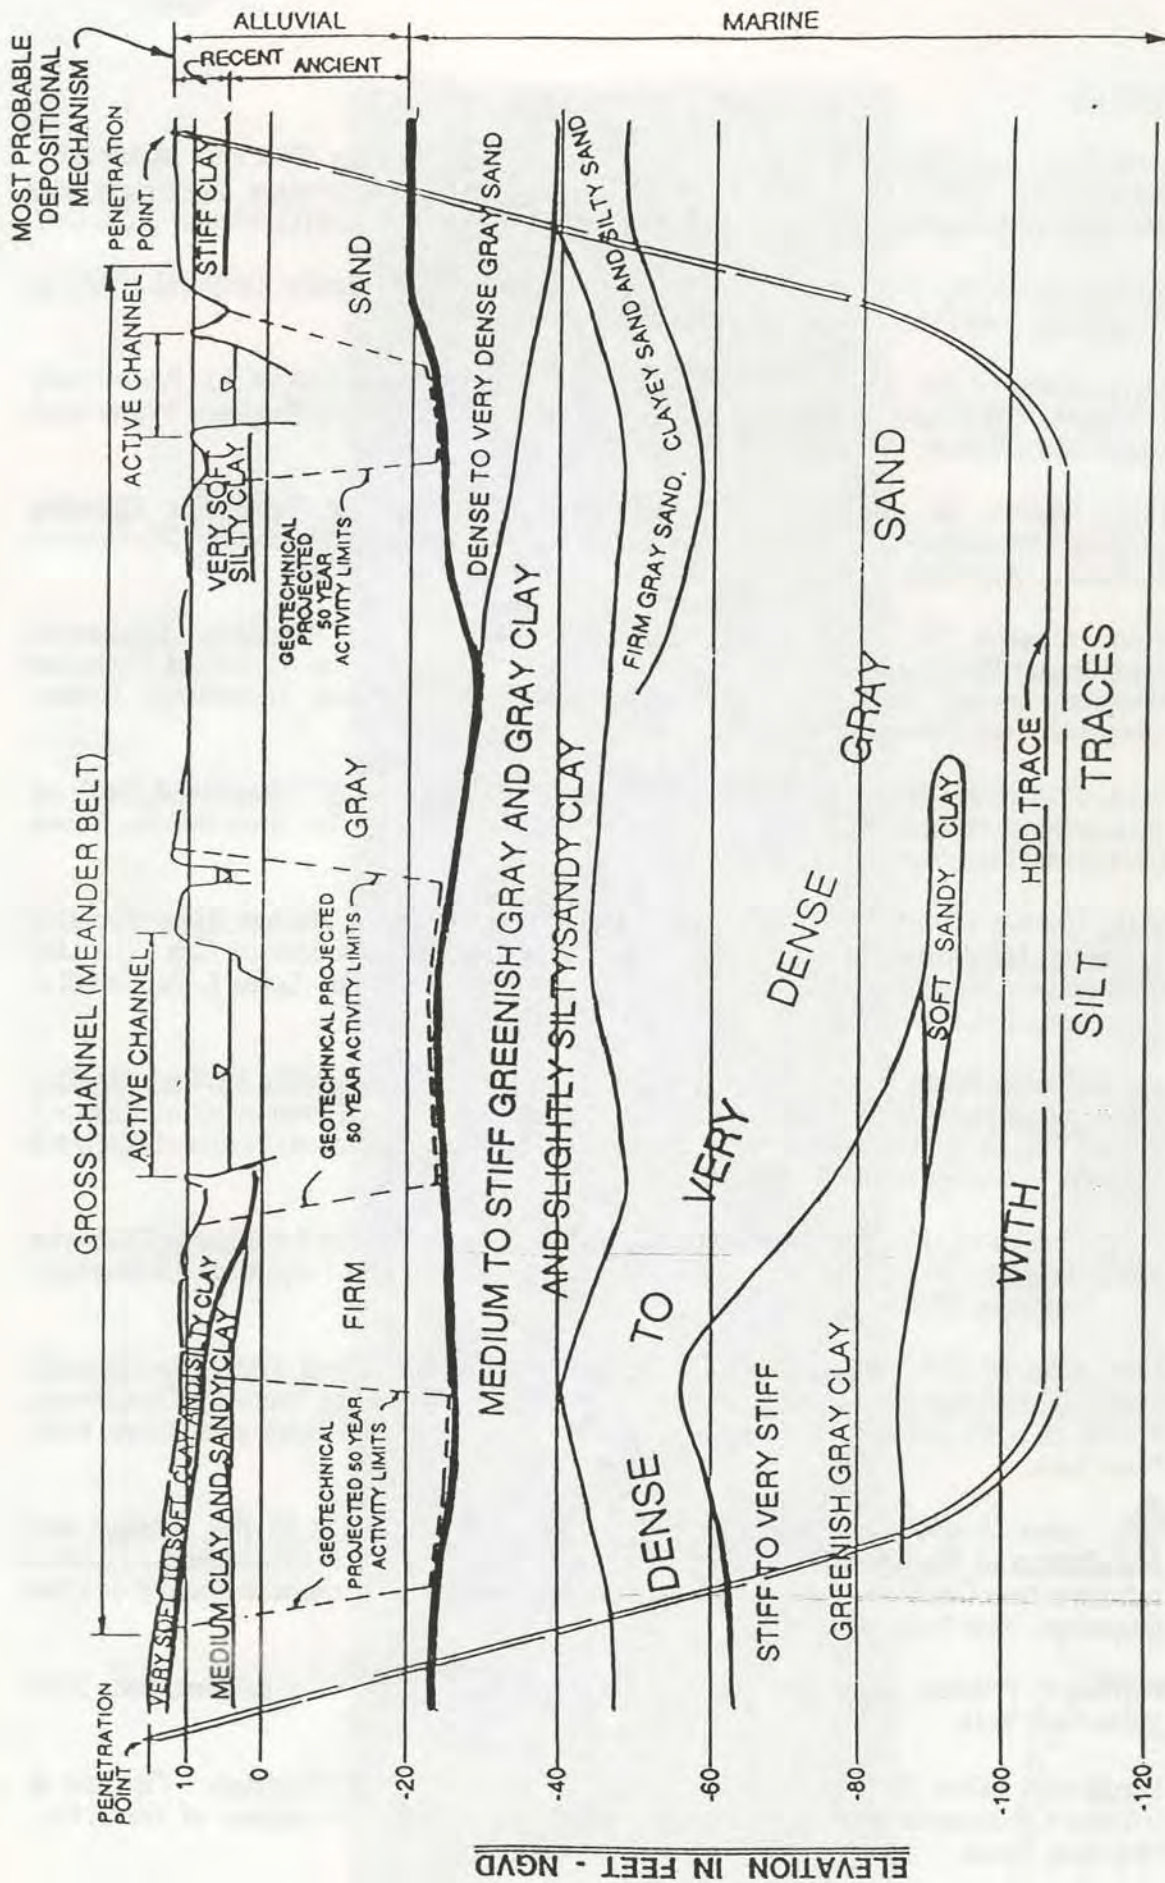 MOST PROBABLE
DEPOSITIONAL
MECHANISM
ALLUVIAL
RECENT
ANCIENT
MARINE
PENETRATION
POINT
GROSS CHANNEL (MEANDER BELT)
ACTIVE CHANNEL
ACTIVE CHANNEL
PENETRATION
POINT
VERY SOFT TO SOFT CLAY AND SILTY CLAY
MEDIUM CLAY AND SANDY CLAY
VERY SOFT
SILTY CLAY
STIFF CLAY
GEOTECHNICAL
PROJECTED 50 YEAR
ACTIVITY LIMITS
GEOTECHNICAL PROJECTED
50 YEAR ACTIVITY LIMITS
GEOTECHNICAL
PROJECTED
50 YEAR
ACTIVITY LIMITS
FIRM GRAY SAND
DENSE TO VERY DENSE GRAY SAND
MEDIUM TO STIFF GREENISH GRAY AND GRAY CLAY
AND SLIGHTLY SILTY/SANDY CLAY
FIRM GRAY SAND, CLAYEY SAND AND SILTY SAND
DENSE TO VERY DENSE GRAY SAND
STIFF TO VERY STIFF
GREENISH GRAY CLAY
SOFT SANDY CLAY
HDD TRACE
WITH SILT TRACES
10
0
-20
-40
-60
-80
-100
-120
ELEVATION IN FEET - NGVD